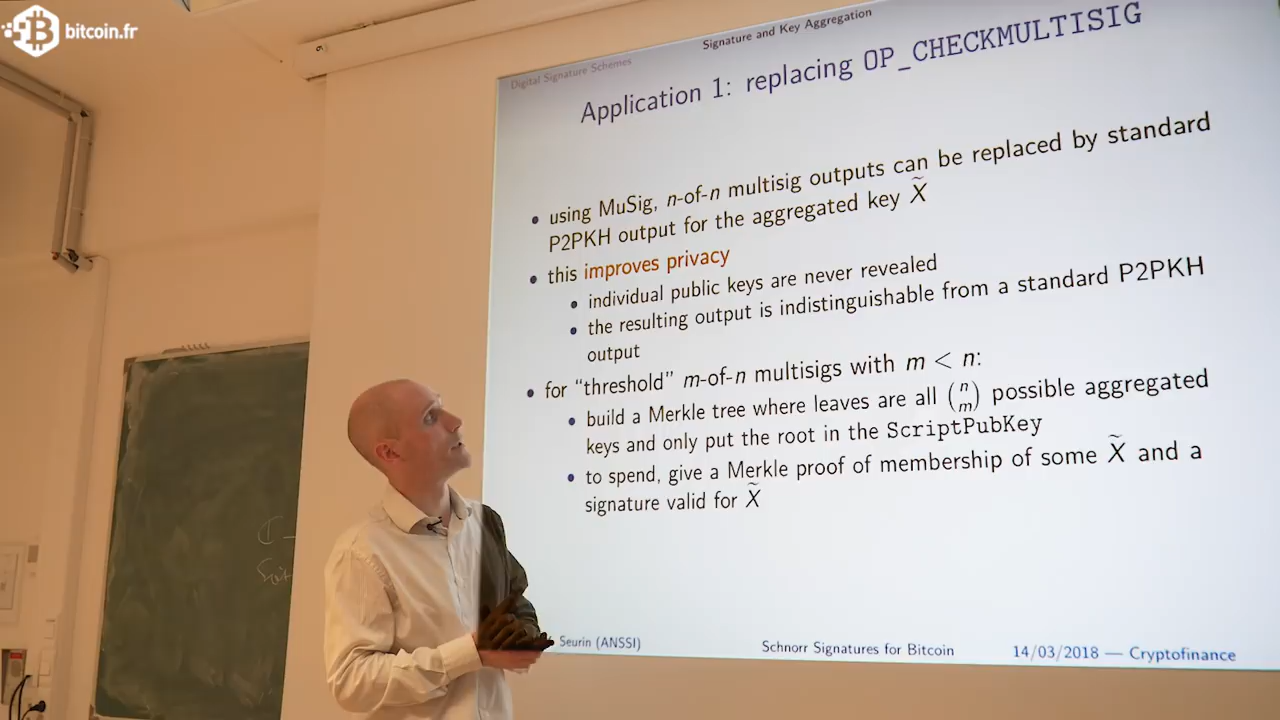 bitcoin.fr
Digital Signature Schemes
Signature and Key Aggregation
Application 1: replacing OP_CHECKMULTISIG
• using MuSig, n-of-n multisig outputs can be replaced by standard
P2PKH output for the aggregated key X̃
• this improves privacy
• individual public keys are never revealed
• the resulting output is indistinguishable from a standard P2PKH
output
• for “threshold” m-of-n multisigs with m < n:
• build a Merkle tree where leaves are all (n m) possible aggregated
keys and only put the root in the ScriptPubKey
• to spend, give a Merkle proof of membership of some X̃ and a
signature valid for X̃
Seurin (ANSSI)
Schnorr Signatures for Bitcoin
14/03/2018 — Cryptofinance